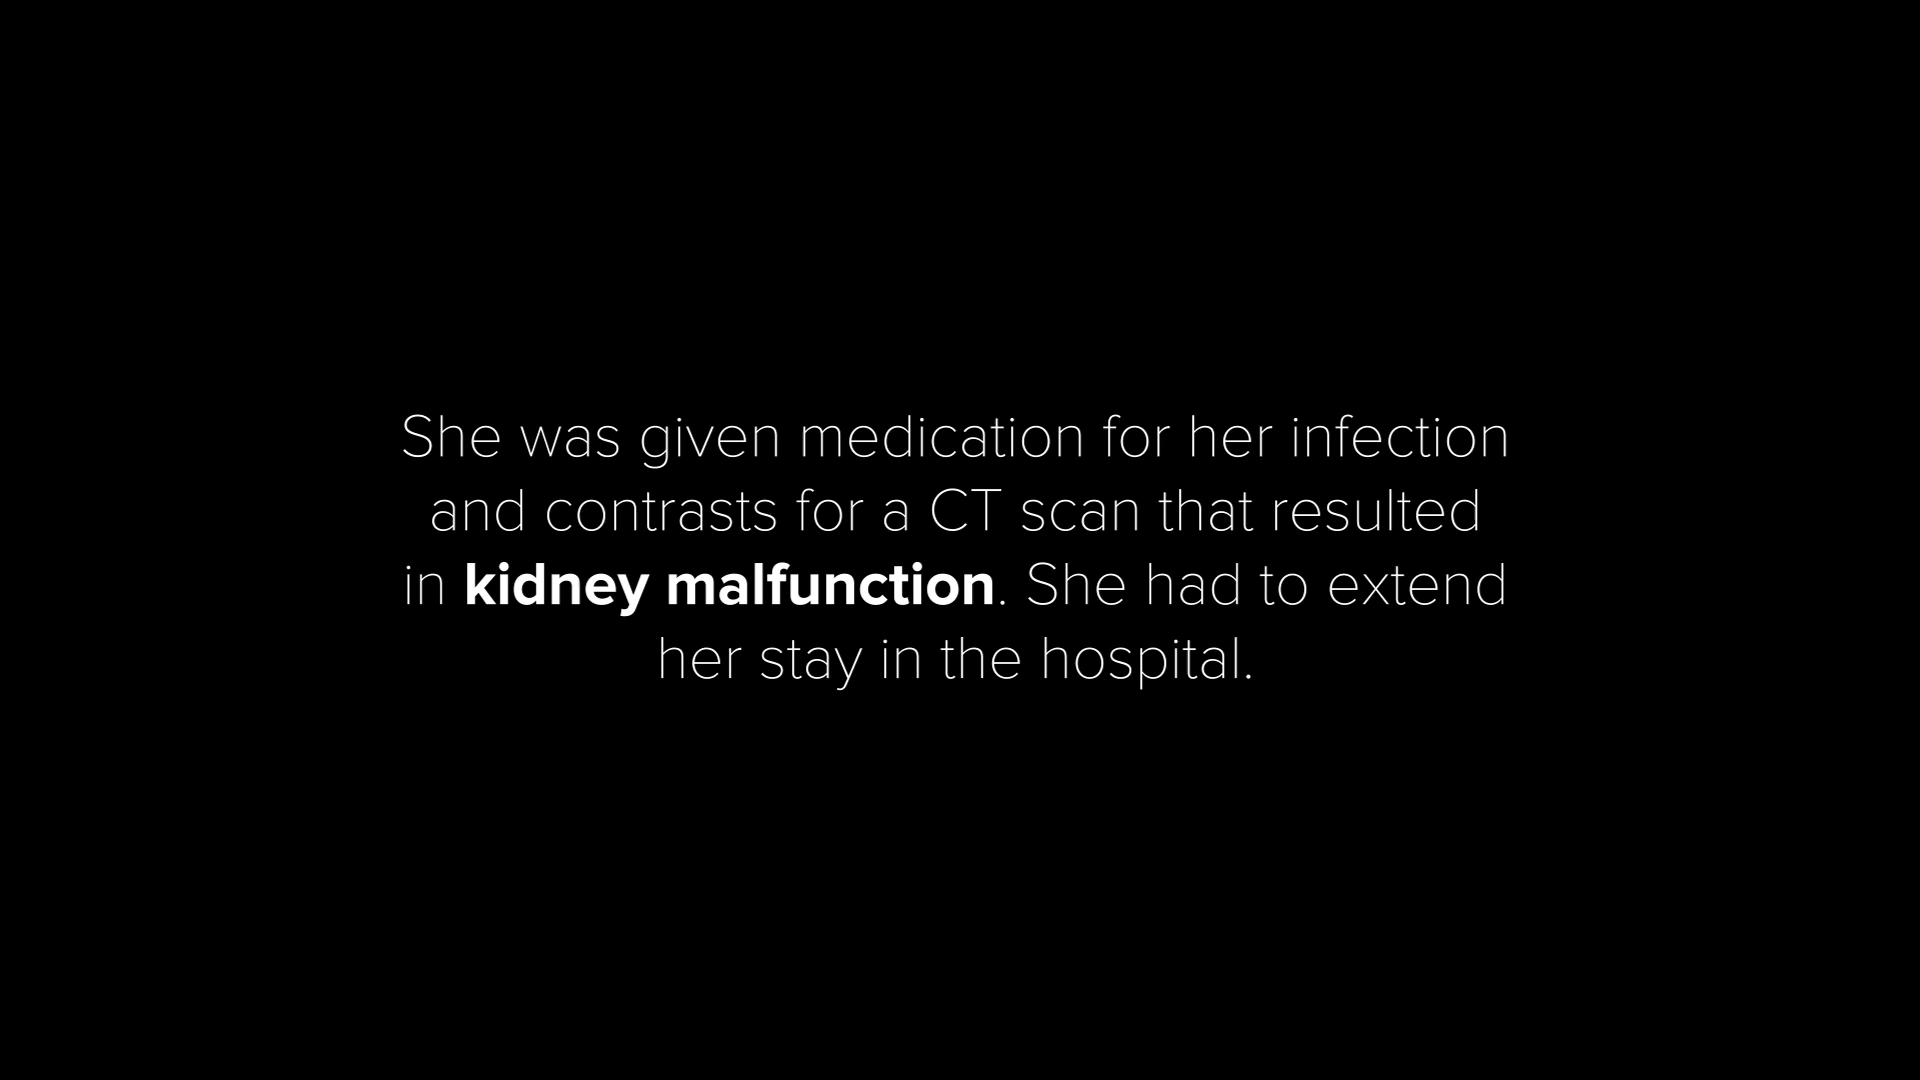 She was given medication for her infection
and contrasts for a CT scan that resulted
in kidney malfunction. She had to extend
her stay in the hospital.